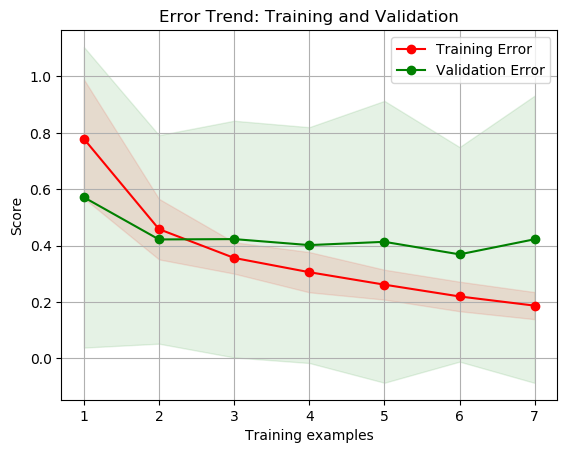 Error Trend: Training and Validation
Training Error
Validation Error
Score
1.0
0.8
0.6
0.4
0.2
0.0
1 2 3 4 5 6 7
Training examples